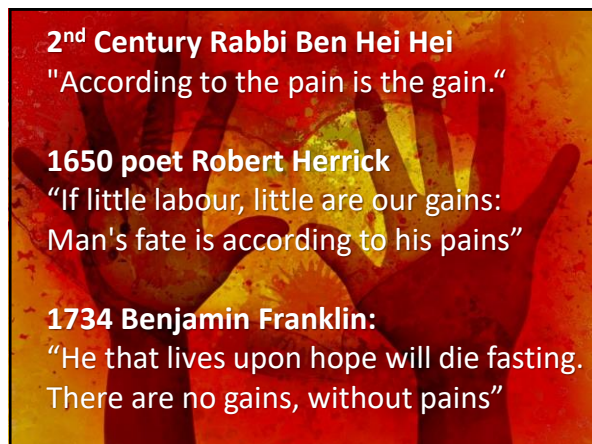 2nd Century Rabbi Ben Hei Hei
"According to the pain is the gain.“
1650 poet Robert Herrick
“If little labour, little are our gains:
Man's fate is according to his pains”
1734 Benjamin Franklin:
“He that lives upon hope will die fasting.
There are no gains, without pains”